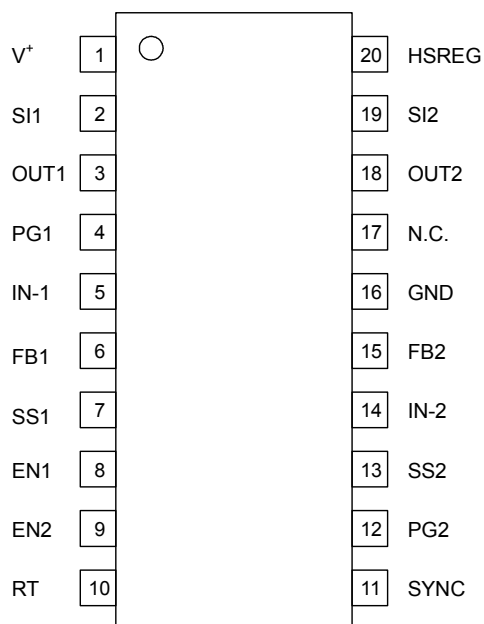 V⁺ 1 20 HSREG
SI1 2 19 SI2
OUT1 3 18 OUT2
PG1 4 17 N.C.
IN-1 5 16 GND
FB1 6 15 FB2
SS1 7 14 IN-2
EN1 8 13 SS2
EN2 9 12 PG2
RT 10 11 SYNC